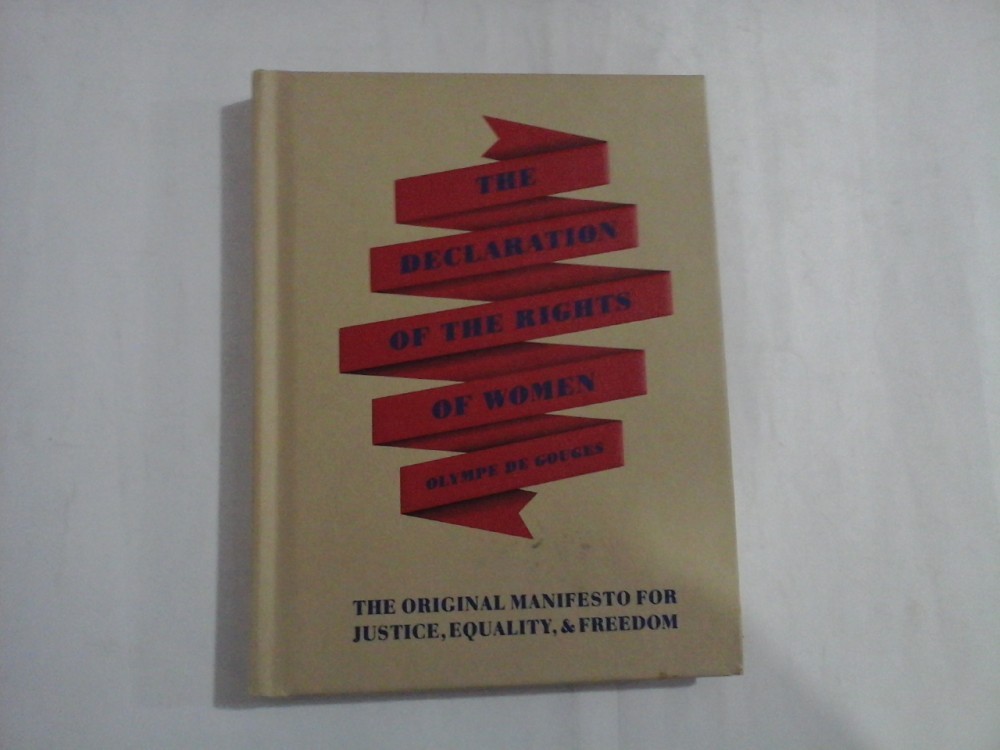 THE
DECLARATION
OF THE RIGHTS
OF WOMEN
OLYMPE DE GOUGES
THE ORIGINAL MANIFESTO FOR
JUSTICE, EQUALITY, & FREEDOM